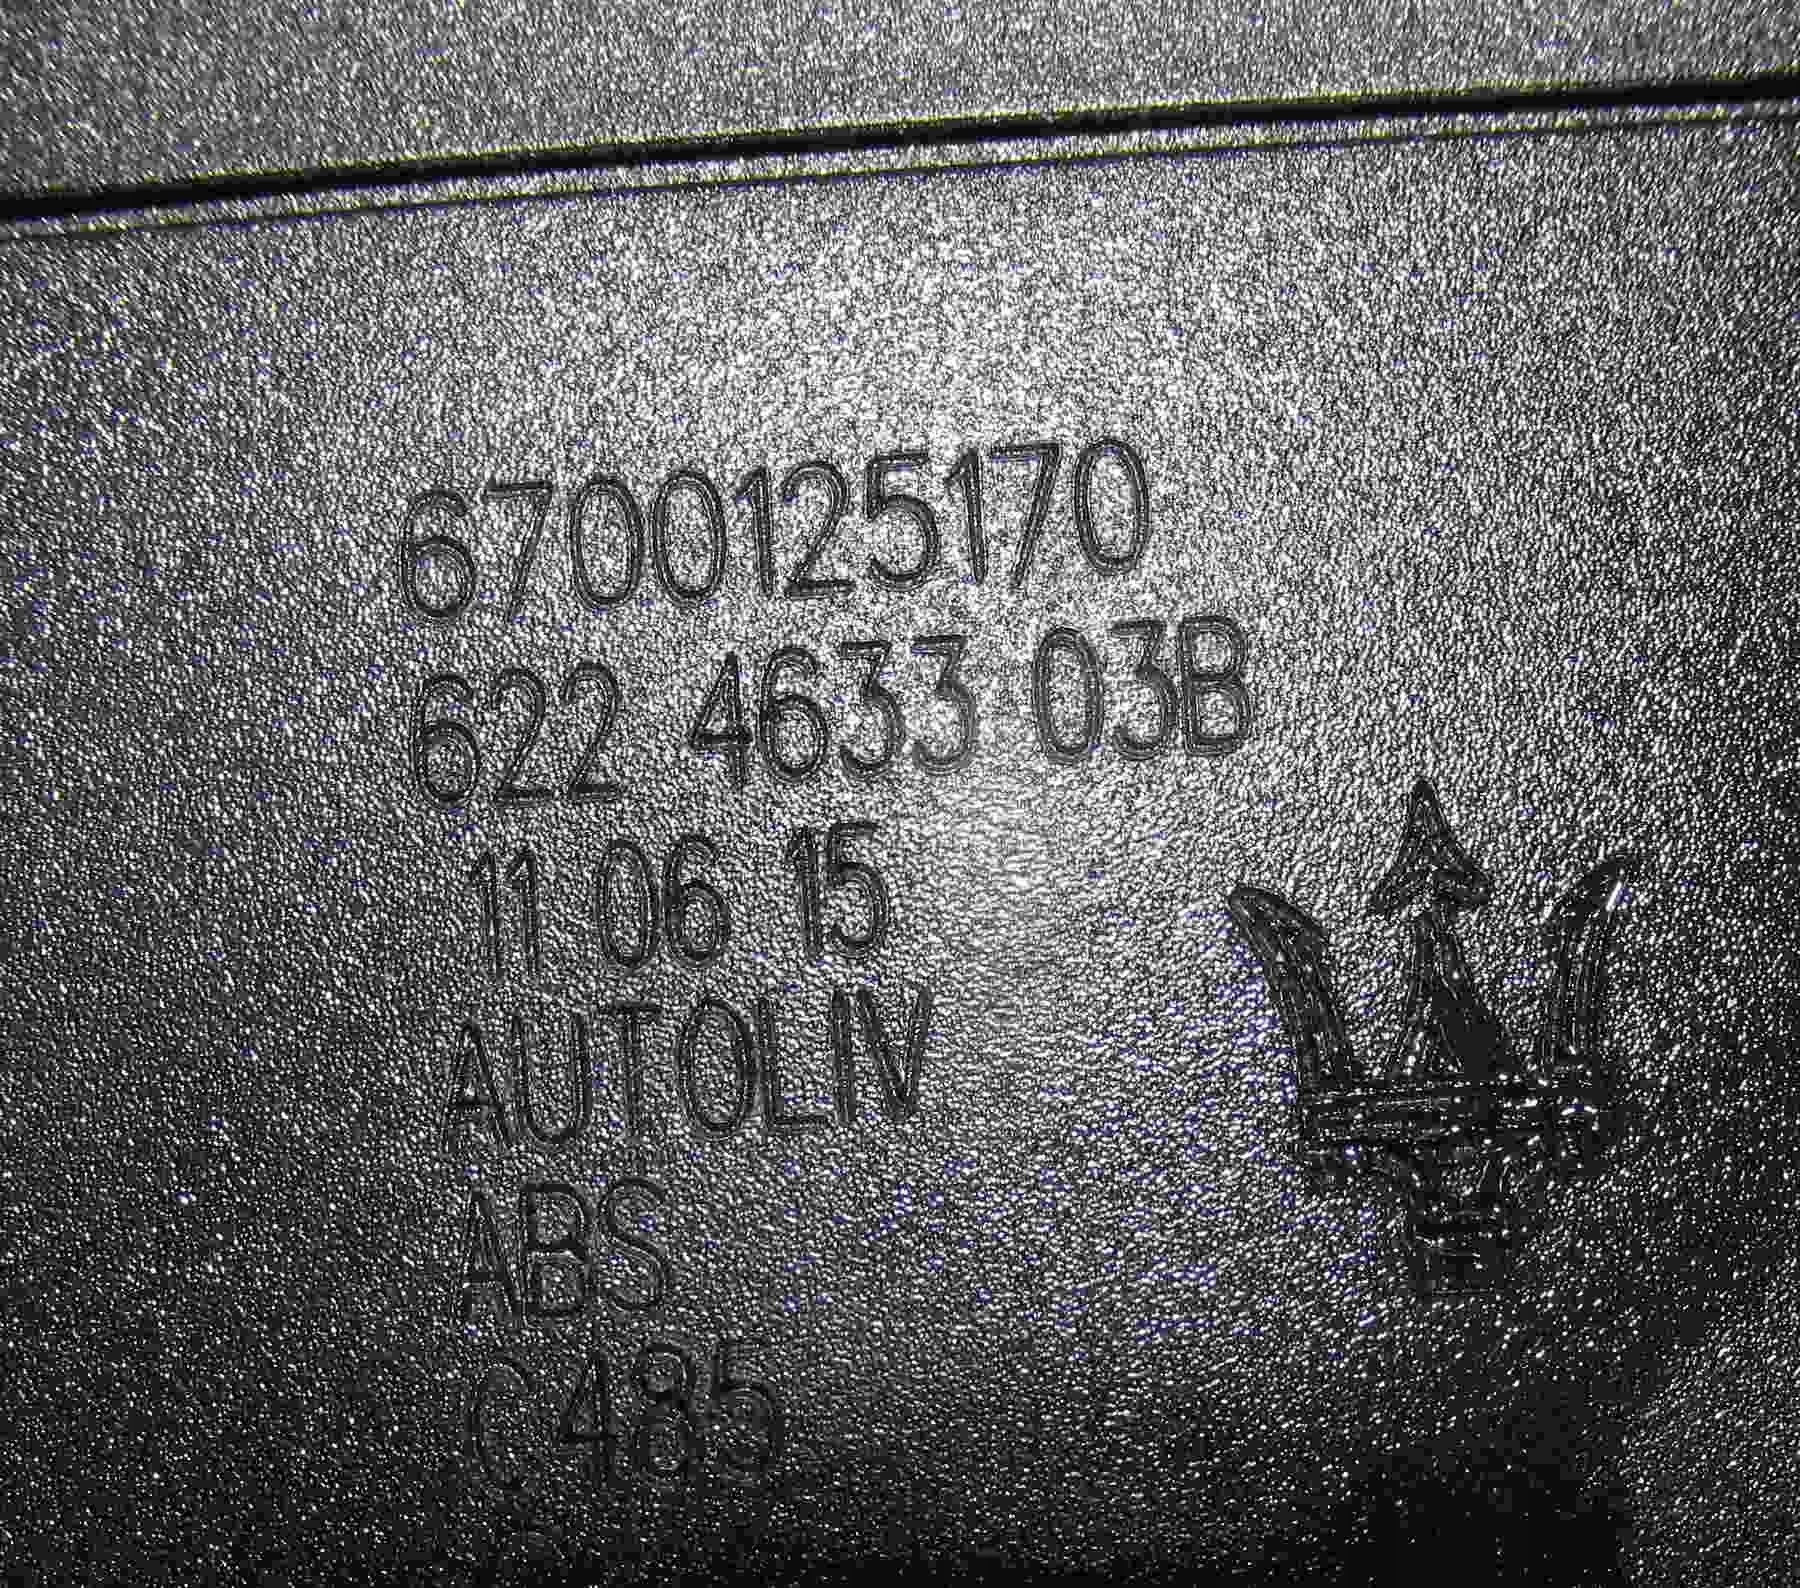 6700125170
622 4633 03B
11 06 15
AUTOLIV
ABS
C485